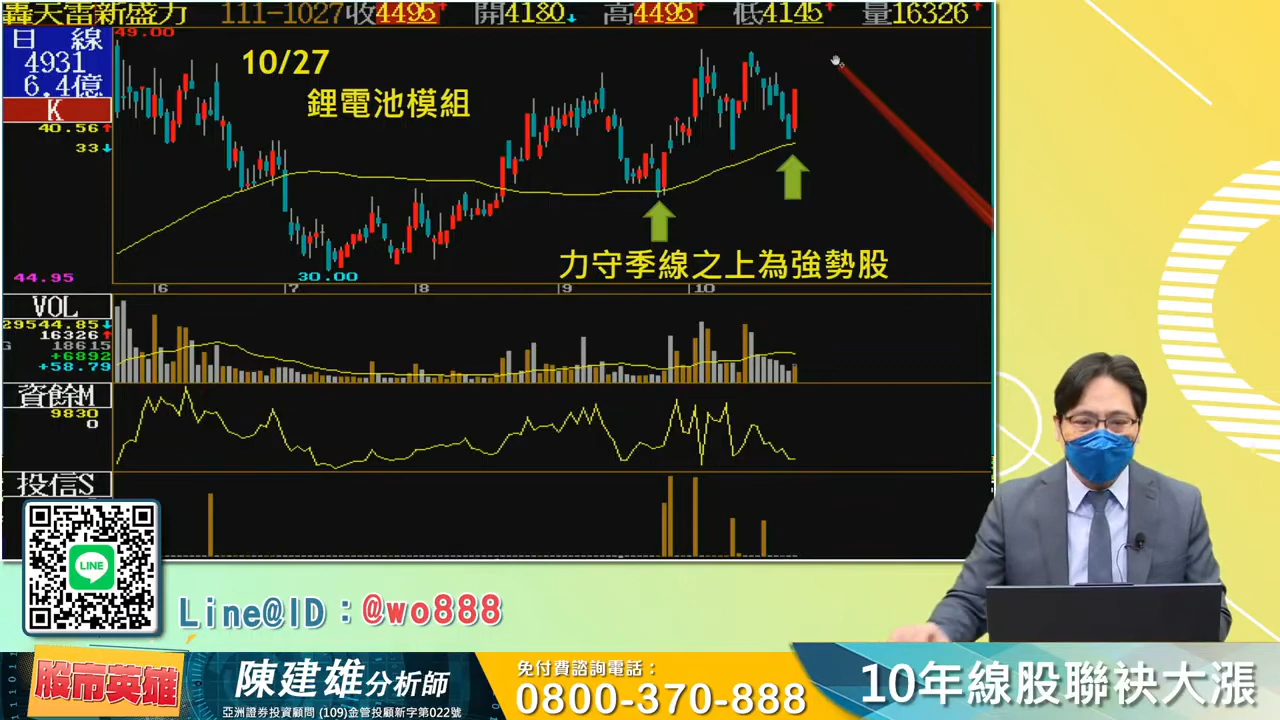 轟天雷新盛力 111-1027收4495↑ 開4180↓ 高4495↑ 低4145↑ 量16326↑
日 線
4931
6.4億
K
40.56↑
33↓
44.95
49.00
10/27
鋰電池模組
力守季線之上為強勢股
30.00
6 7 8 9 10
VOL
29544.85↓
16326↑
G 18615
+6892
+58.79
資餘M
9830
0
投信S
LINE
Line@ID：@wo888
股市英雄
陳建雄分析師
亞洲證券投資顧問 (109)金管投顧新字第022號
免付費諮詢電話：
0800-370-888
10年線股聯袂大漲